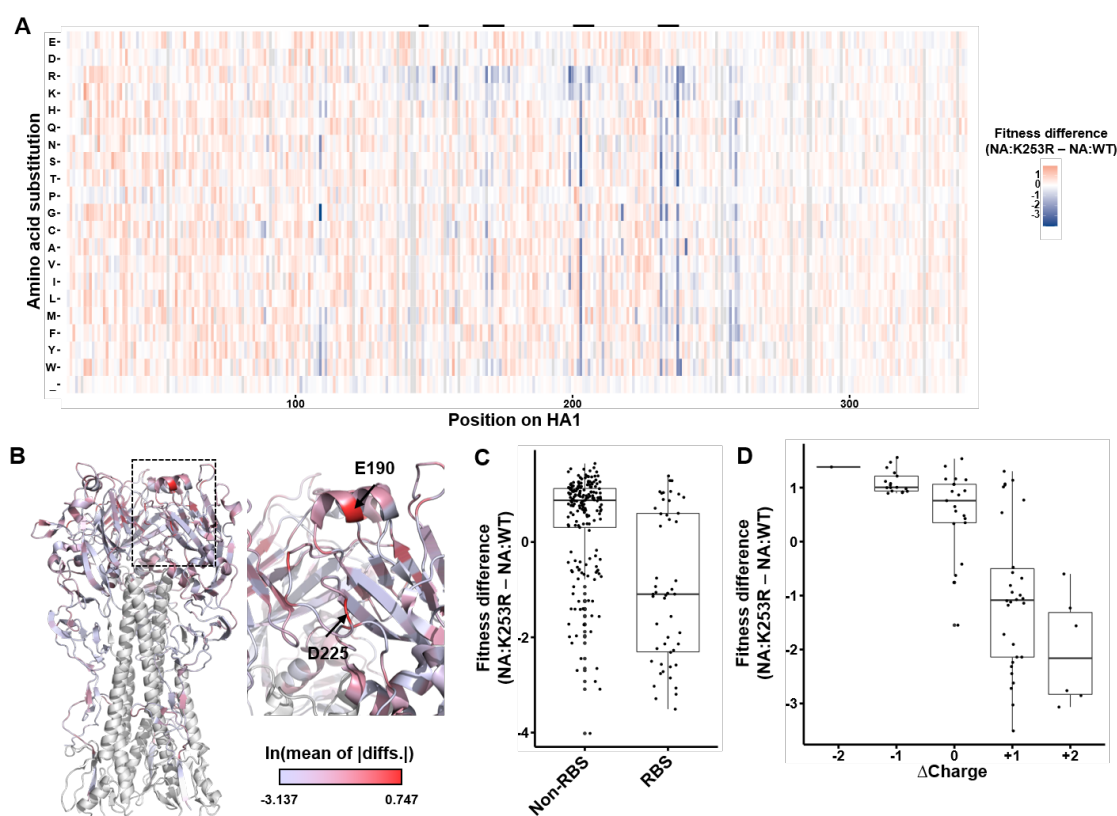 A
Amino acid substitution
E-
D-
R-
K-
H-
Q-
N-
S-
T-
P-
G-
C-
A-
V-
I-
L-
M-
F-
Y-
W-
_-
100
200
300
Position on HA1
Fitness difference
(NA:K253R – NA:WT)
1
0
-1
-2
-3
B
E190
D225
ln(mean of |diffs.|)
-3.137
0.747
C
Fitness difference
(NA:K253R – NA:WT)
0
-2
-4
Non-RBS
RBS
D
Fitness difference
(NA:K253R – NA:WT)
1
0
-1
-2
-3
-2
-1
0
+1
+2
∆Charge